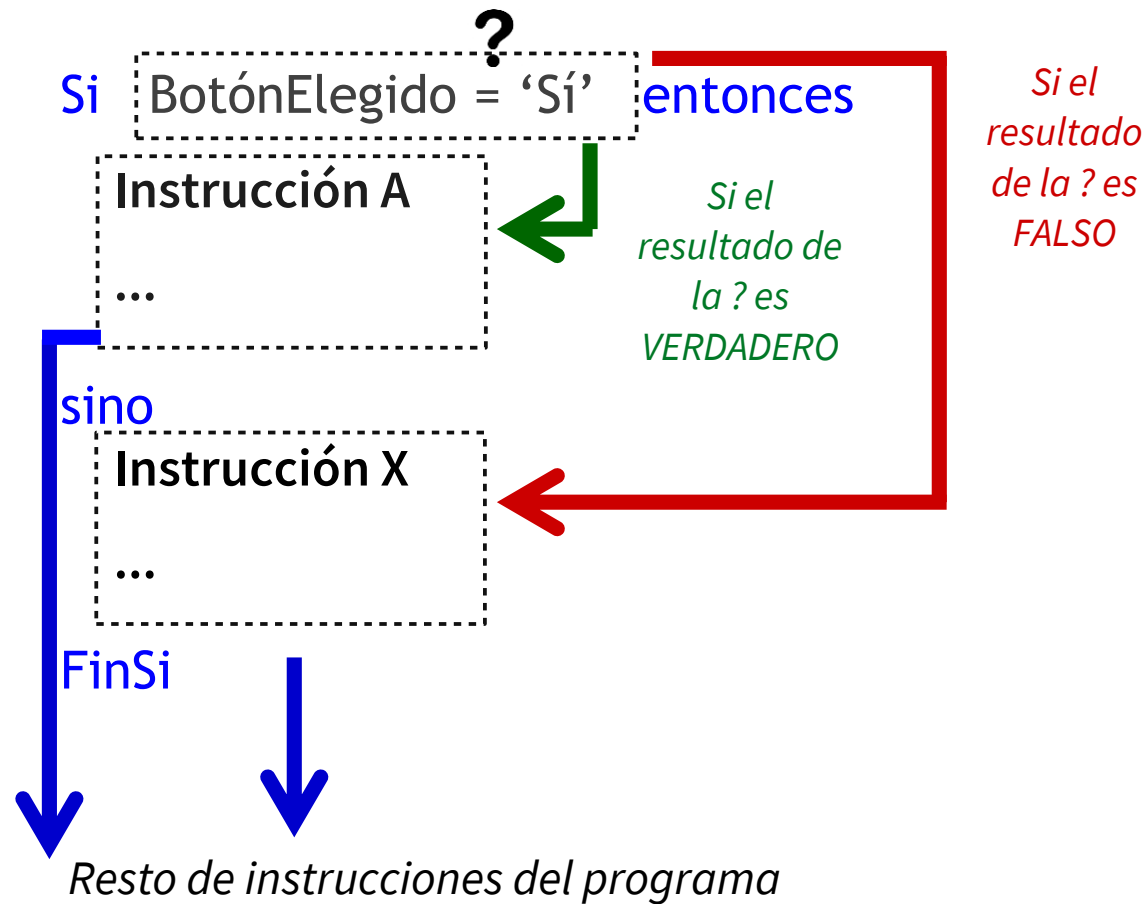 ?
Si BotónElegido = ‘Sí’ entonces
Instrucción A
...
Si el
resultado de
la ? es
VERDADERO
Si el
resultado
de la ? es
FALSO
sino
Instrucción X
...
FinSi
Resto de instrucciones del programa